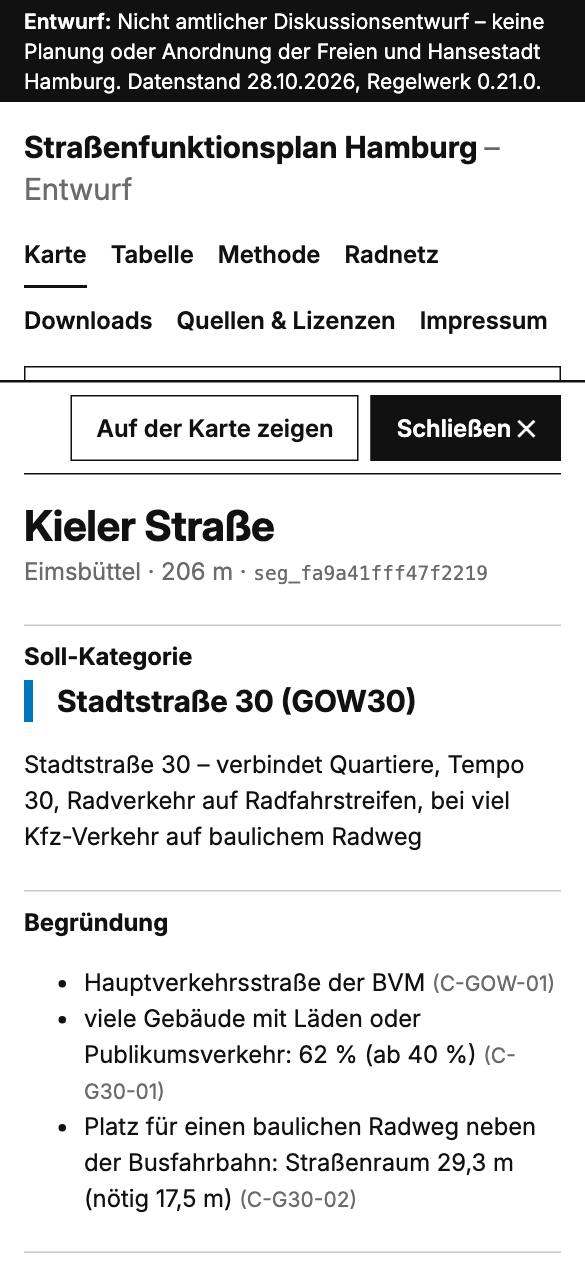 Entwurf: Nicht amtlicher Diskussionsentwurf – keine
Planung oder Anordnung der Freien und Hansestadt
Hamburg. Datenstand 28.10.2026, Regelwerk 0.21.0.
Straßenfunktionsplan Hamburg –
Entwurf
Karte Tabelle Methode Radnetz
Downloads Quellen & Lizenzen Impressum
Auf der Karte zeigen Schließen ✕
Kieler Straße
Eimsbüttel · 206 m · seg_fa9a41fff47f2219
Soll-Kategorie
Stadtstraße 30 (GOW30)
Stadtstraße 30 – verbindet Quartiere, Tempo
30, Radverkehr auf Radfahrstreifen, bei viel
Kfz-Verkehr auf baulichem Radweg
Begründung
• Hauptverkehrsstraße der BVM (C-GOW-01)
• viele Gebäude mit Läden oder
Publikumsverkehr: 62 % (ab 40 %) (C-
G30-01)
• Platz für einen baulichen Radweg neben
der Busfahrbahn: Straßenraum 29,3 m
(nötig 17,5 m) (C-G30-02)